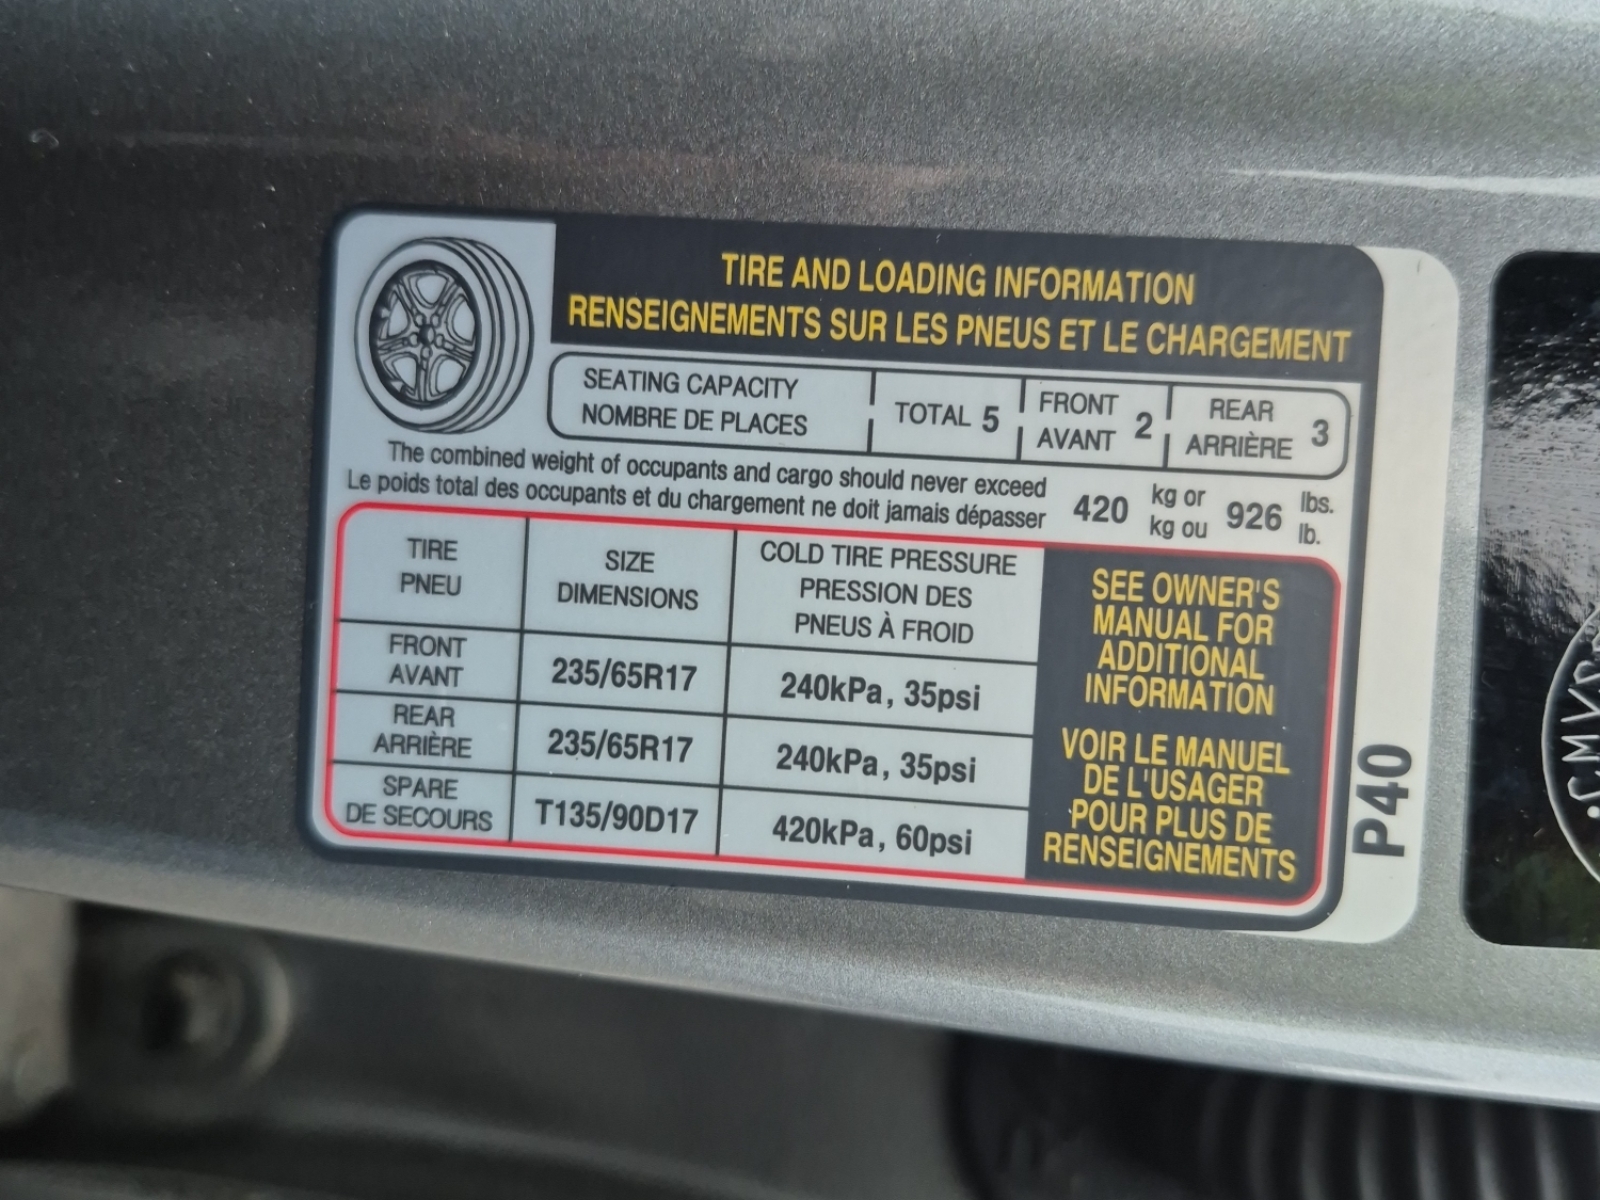 TIRE AND LOADING INFORMATION
RENSEIGNEMENTS SUR LES PNEUS ET LE CHARGEMENT
SEATING CAPACITY
NOMBRE DE PLACES
TOTAL 5
FRONT
AVANT
2
REAR
ARRIÈRE
3
The combined weight of occupants and cargo should never exceed
Le poids total des occupants et du chargement ne doit jamais dépasser
420
kg or
kg ou
926
lbs.
lb.
TIRE
PNEU
SIZE
DIMENSIONS
COLD TIRE PRESSURE
PRESSION DES
PNEUS À FROID
FRONT
AVANT
235/65R17
240kPa, 35psi
REAR
ARRIÈRE
235/65R17
240kPa, 35psi
SPARE
DE SECOURS
T135/90D17
420kPa, 60psi
SEE OWNER'S
MANUAL FOR
ADDITIONAL
INFORMATION
VOIR LE MANUEL
DE L'USAGER
POUR PLUS DE
RENSEIGNEMENTS
P40